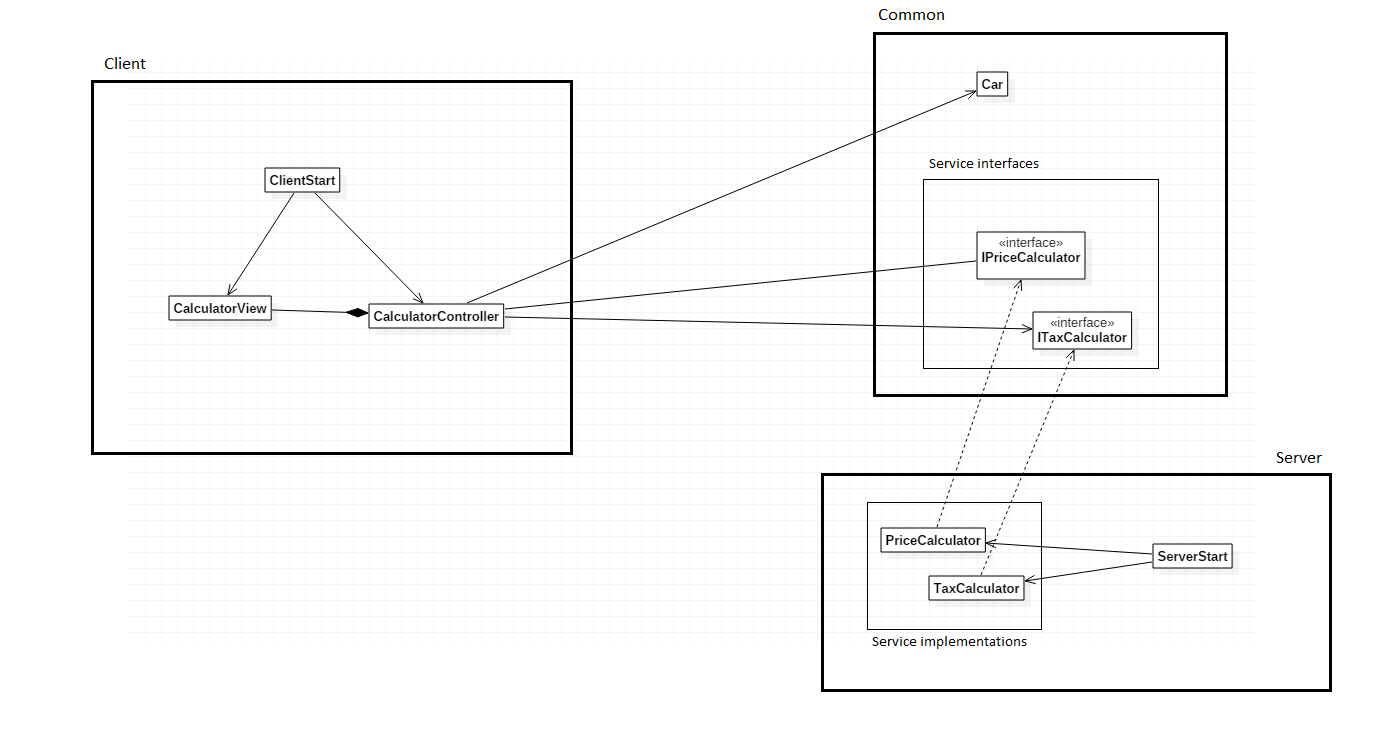 Common
Client
Car
Service interfaces
ClientStart
«interface»
IPriceCalculator
CalculatorView
CalculatorController
«interface»
ITaxCalculator
Server
PriceCalculator
ServerStart
TaxCalculator
Service implementations